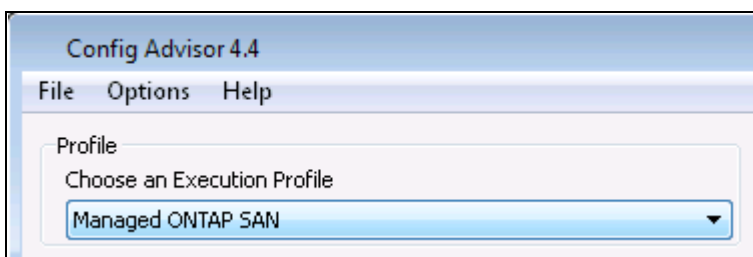 Config Advisor 4.4
File Options Help
Profile
Choose an Execution Profile
Managed ONTAP SAN